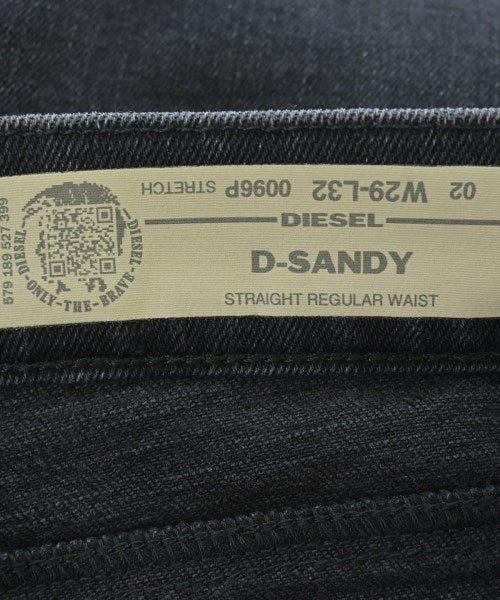 02 W29-L32 0096P STRETCH
DIESEL
D-SANDY
STRAIGHT REGULAR WAIST
DIESEL
ONLY-THE-BRAVE-DIESEL
579 189 527 399